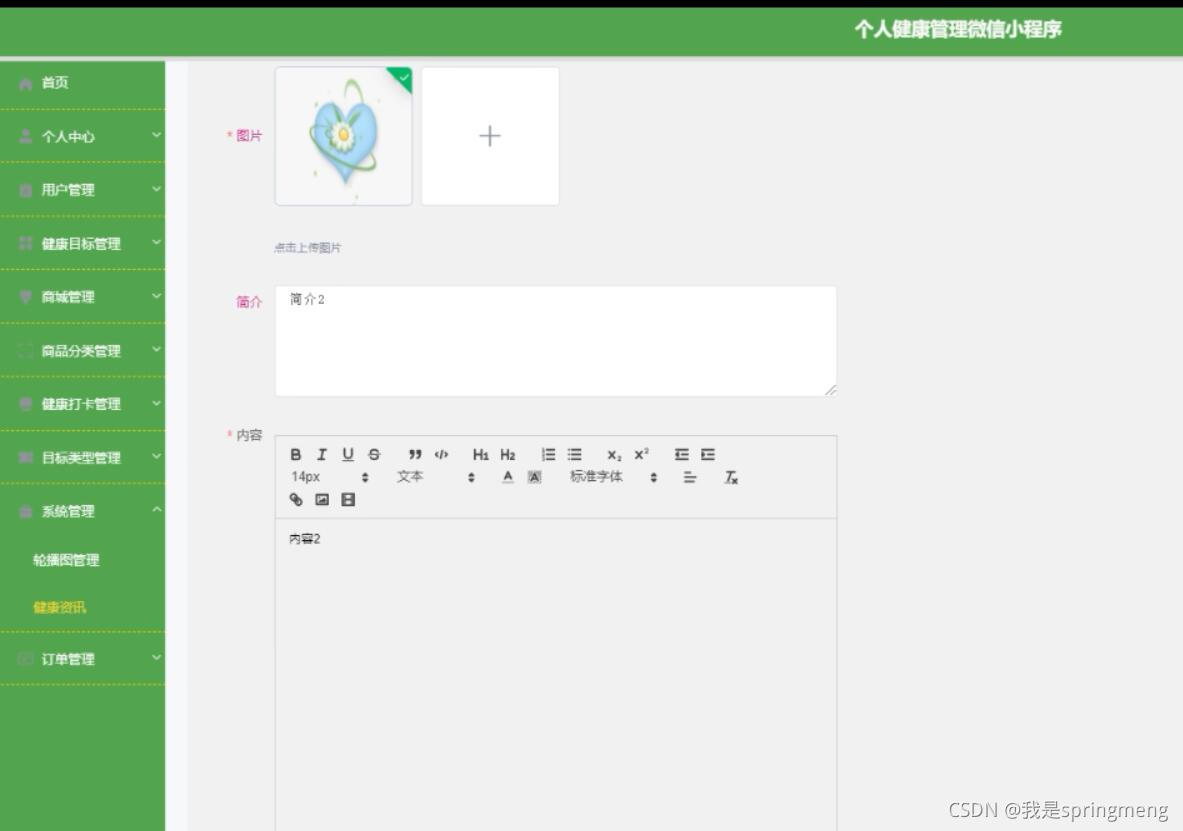 个人健康管理微信小程序
首页
个人中心
用户管理
健康目标管理
商城管理
商品分类管理
健康打卡管理
目标类型管理
系统管理
轮播图管理
健康资讯
订单管理
* 图片
点击上传图片
简介
简介2
* 内容
B I U S " </> H1 H2 X2 X2
14px 文本 A A 标准字体 Tx
内容2
CSDN @我是springmeng